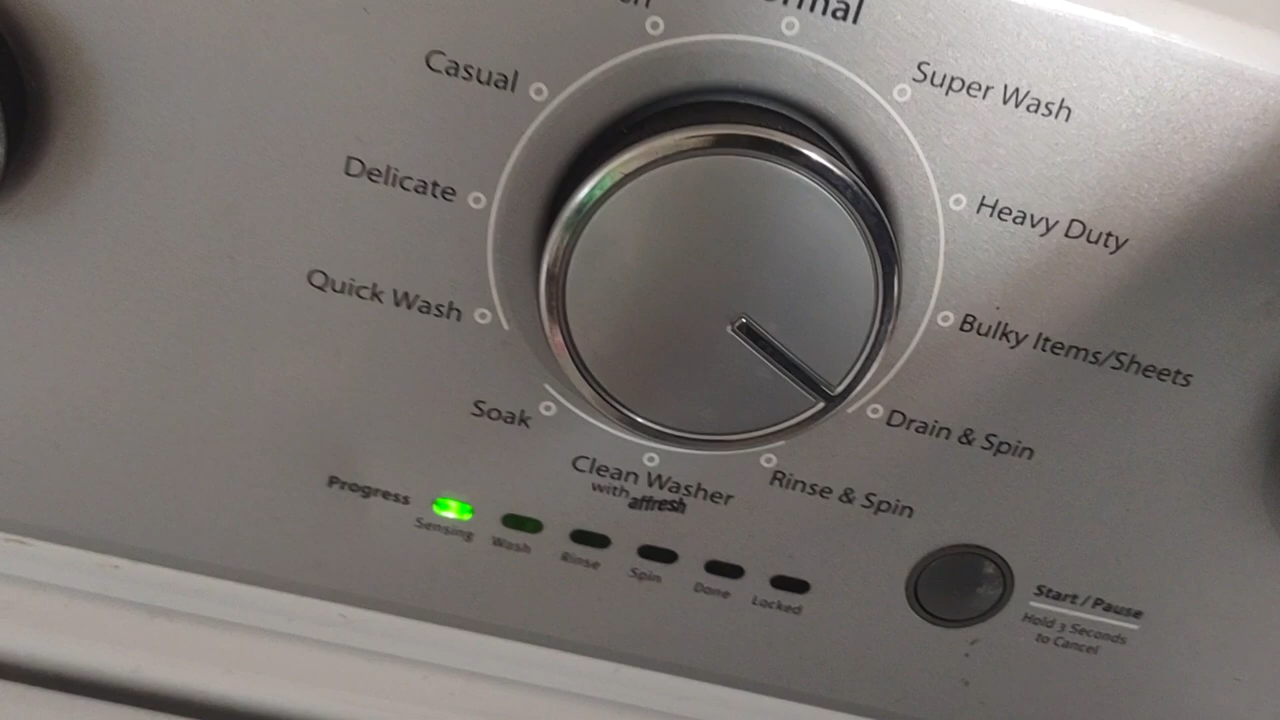 Casual
Super Wash
Delicate
Heavy Duty
Quick Wash
Bulky Items/Sheets
Soak
Drain & Spin
Clean Washer
with affresh
Rinse & Spin
Progress
Sensing
Wash
Rinse
Spin
Done
Locked
Start / Pause
Hold 3 Seconds
to Cancel